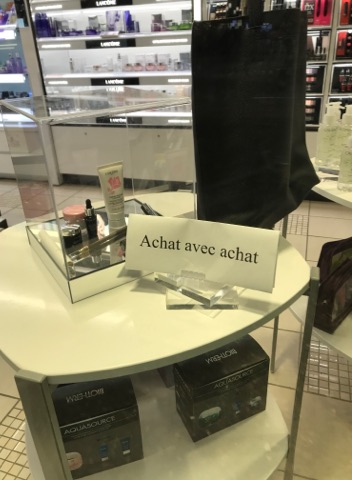 LANCÔME
LANCÔME
LANCÔME
Achat avec achat
BIOTHERM
BIOTHERM
AQUASOURCE
AQUASOURCE